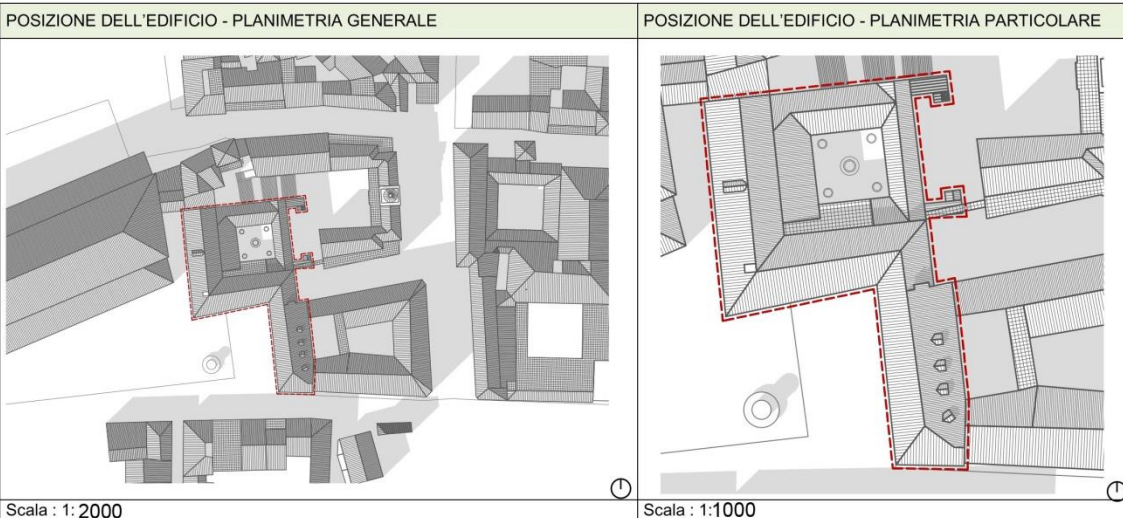 POSIZIONE DELL'EDIFICIO - PLANIMETRIA GENERALE
POSIZIONE DELL'EDIFICIO - PLANIMETRIA PARTICOLARE
Scala : 1: 2000
Scala : 1:1000